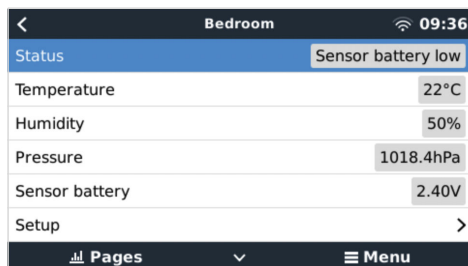 Bedroom 09:36
Status Sensor battery low
Temperature 22°C
Humidity 50%
Pressure 1018.4hPa
Sensor battery 2.40V
Setup
Pages Menu